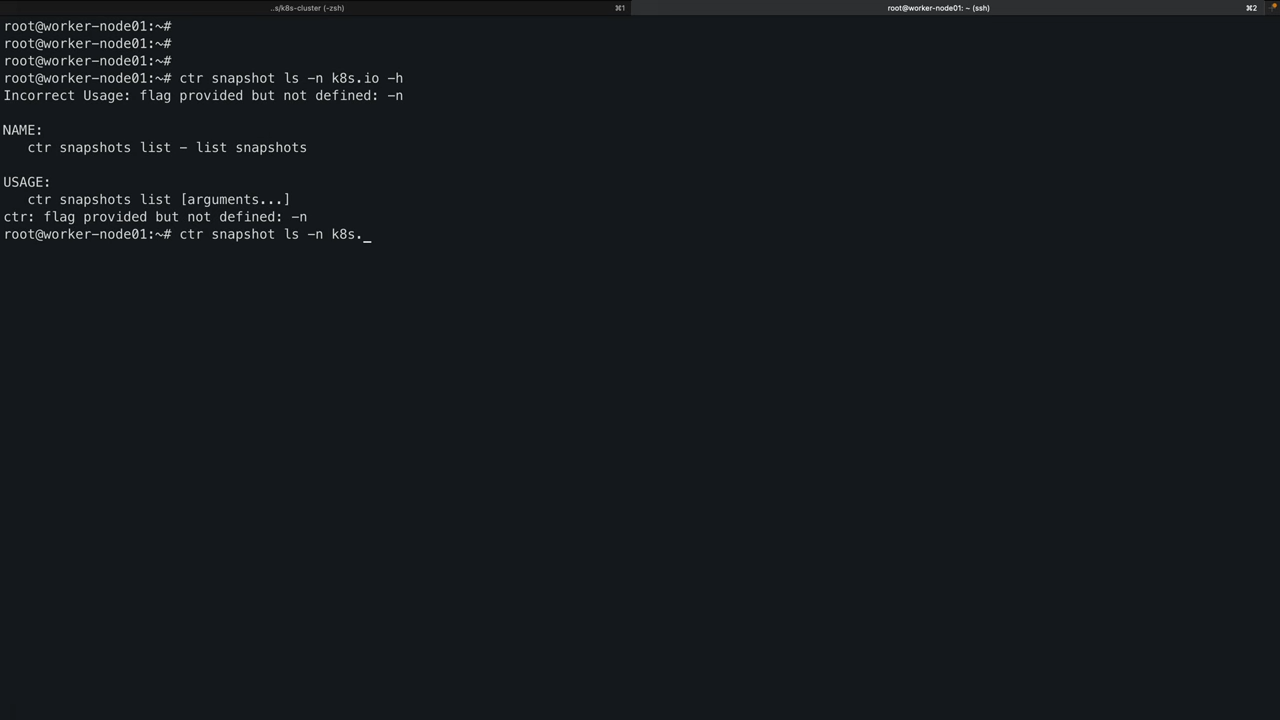 ..s/k8s-cluster (-zsh) ⌘1 root@worker-node01: ~ (ssh) ⌘2
root@worker-node01:~#
root@worker-node01:~#
root@worker-node01:~#
root@worker-node01:~# ctr snapshot ls -n k8s.io -h
Incorrect Usage: flag provided but not defined: -n
NAME:
ctr snapshots list - list snapshots
USAGE:
ctr snapshots list [arguments...]
ctr: flag provided but not defined: -n
root@worker-node01:~# ctr snapshot ls -n k8s._